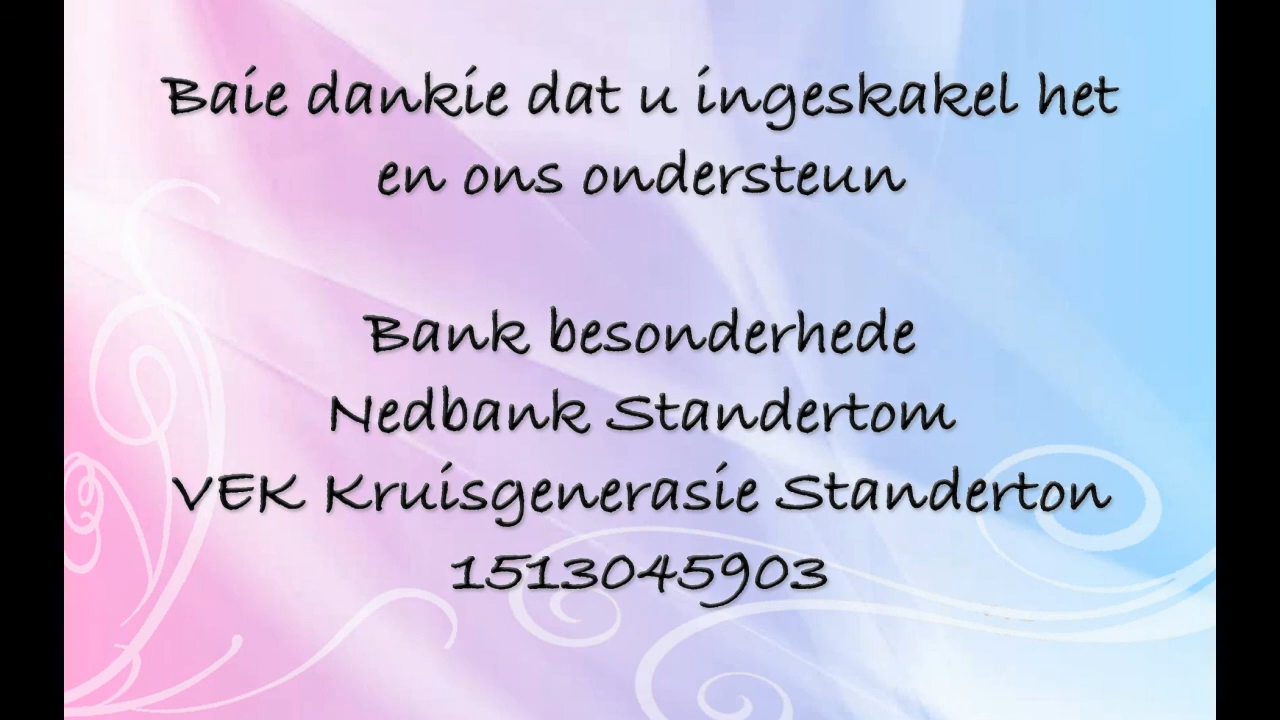 Baie dankie dat u ingeskakel het
en ons ondersteun
Bank besonderhede
Nedbank Standertom
VEK Kruisgenerasie Standerton
1513045903